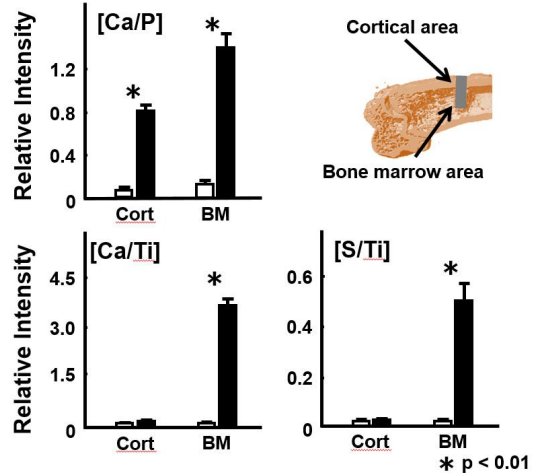 [Ca/P]
Relative Intensity
1.2
0.8
0.4
0
*
*
Cort BM
Cortical area
Bone marrow area
[Ca/Ti]
Relative Intensity
4.5
3.0
1.5
0
*
Cort BM
[S/Ti]
0.6
0.4
0.2
0
*
Cort BM
* p < 0.01